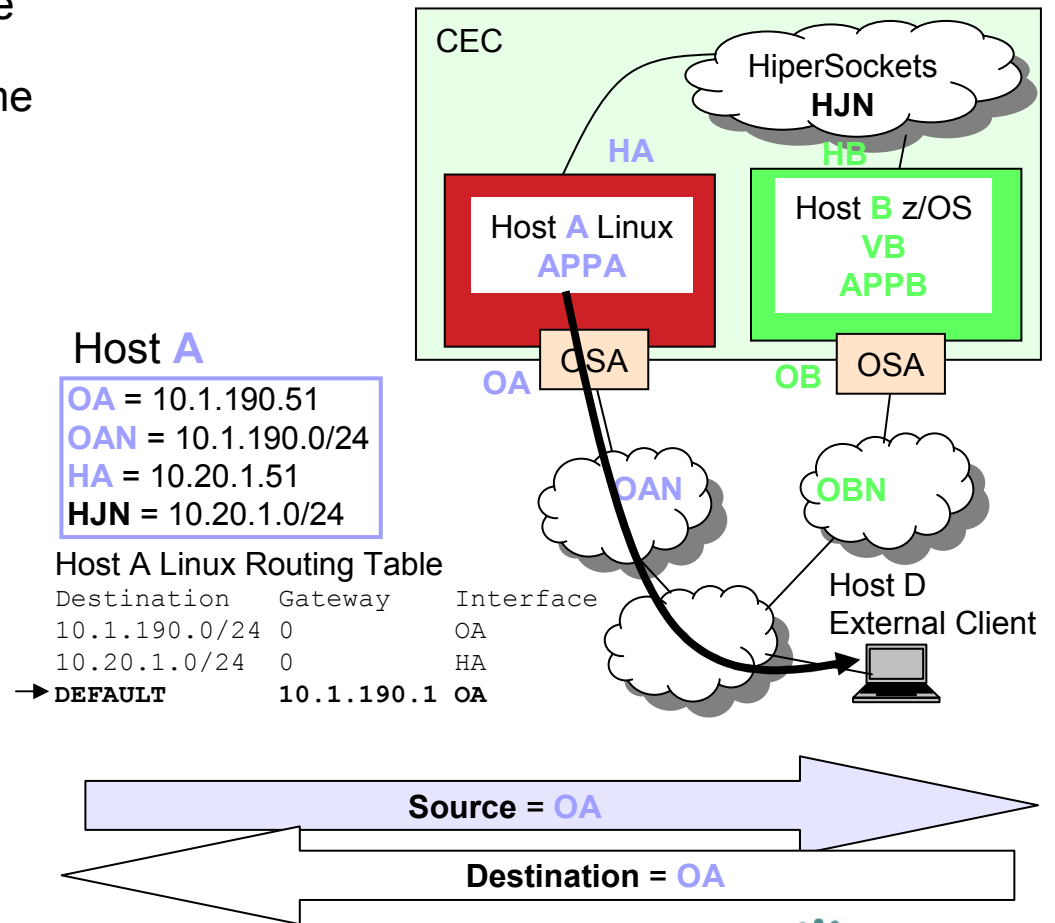 CEC
HiperSockets
HJN
HA
HB
Host A Linux
APPA
Host B z/OS
VB
APPB
OA
OSA
OB
OSA
Host A
OA = 10.1.190.51
OAN = 10.1.190.0/24
HA = 10.20.1.51
HJN = 10.20.1.0/24
OAN
OBN
Host D
External Client
Host A Linux Routing Table
Destination Gateway Interface
10.1.190.0/24 0 OA
10.20.1.0/24 0 HA
DEFAULT 10.1.190.1 OA
Source = OA
Destination = OA